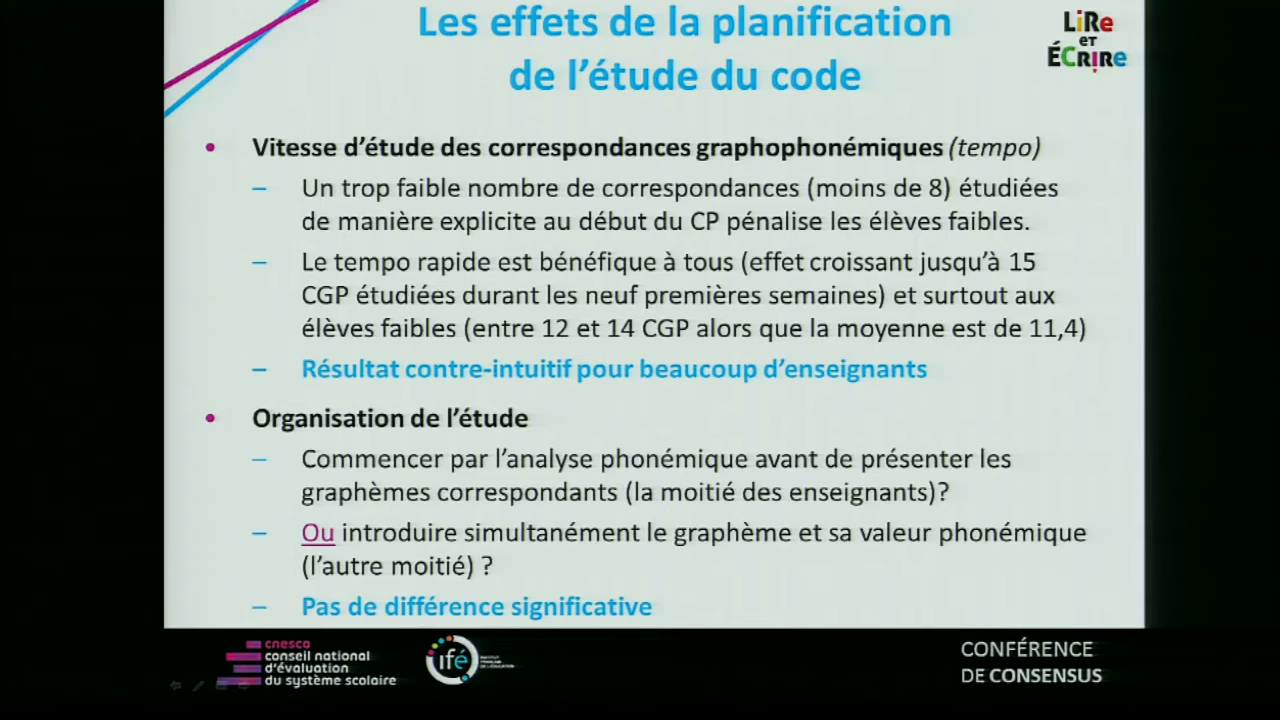 Les effets de la planification
de l'étude du code
LiRe
ET
ÉCRIRe
• Vitesse d'étude des correspondances graphophonémiques (tempo)
– Un trop faible nombre de correspondances (moins de 8) étudiées
de manière explicite au début du CP pénalise les élèves faibles.
– Le tempo rapide est bénéfique à tous (effet croissant jusqu'à 15
CGP étudiées durant les neuf premières semaines) et surtout aux
élèves faibles (entre 12 et 14 CGP alors que la moyenne est de 11,4)
– Résultat contre-intuitif pour beaucoup d'enseignants
• Organisation de l'étude
– Commencer par l'analyse phonémique avant de présenter les
graphèmes correspondants (la moitié des enseignants)?
– Ou introduire simultanément le graphème et sa valeur phonémique
(l'autre moitié) ?
– Pas de différence significative
cnesco
conseil national
d'évaluation
du système scolaire
ifé
CONFÉRENCE
DE CONSENSUS